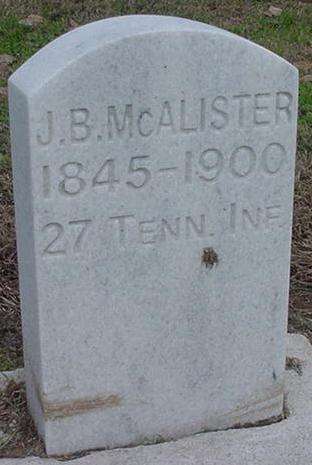 J.B. McALISTER
1845-1900
27 TENN. INF.